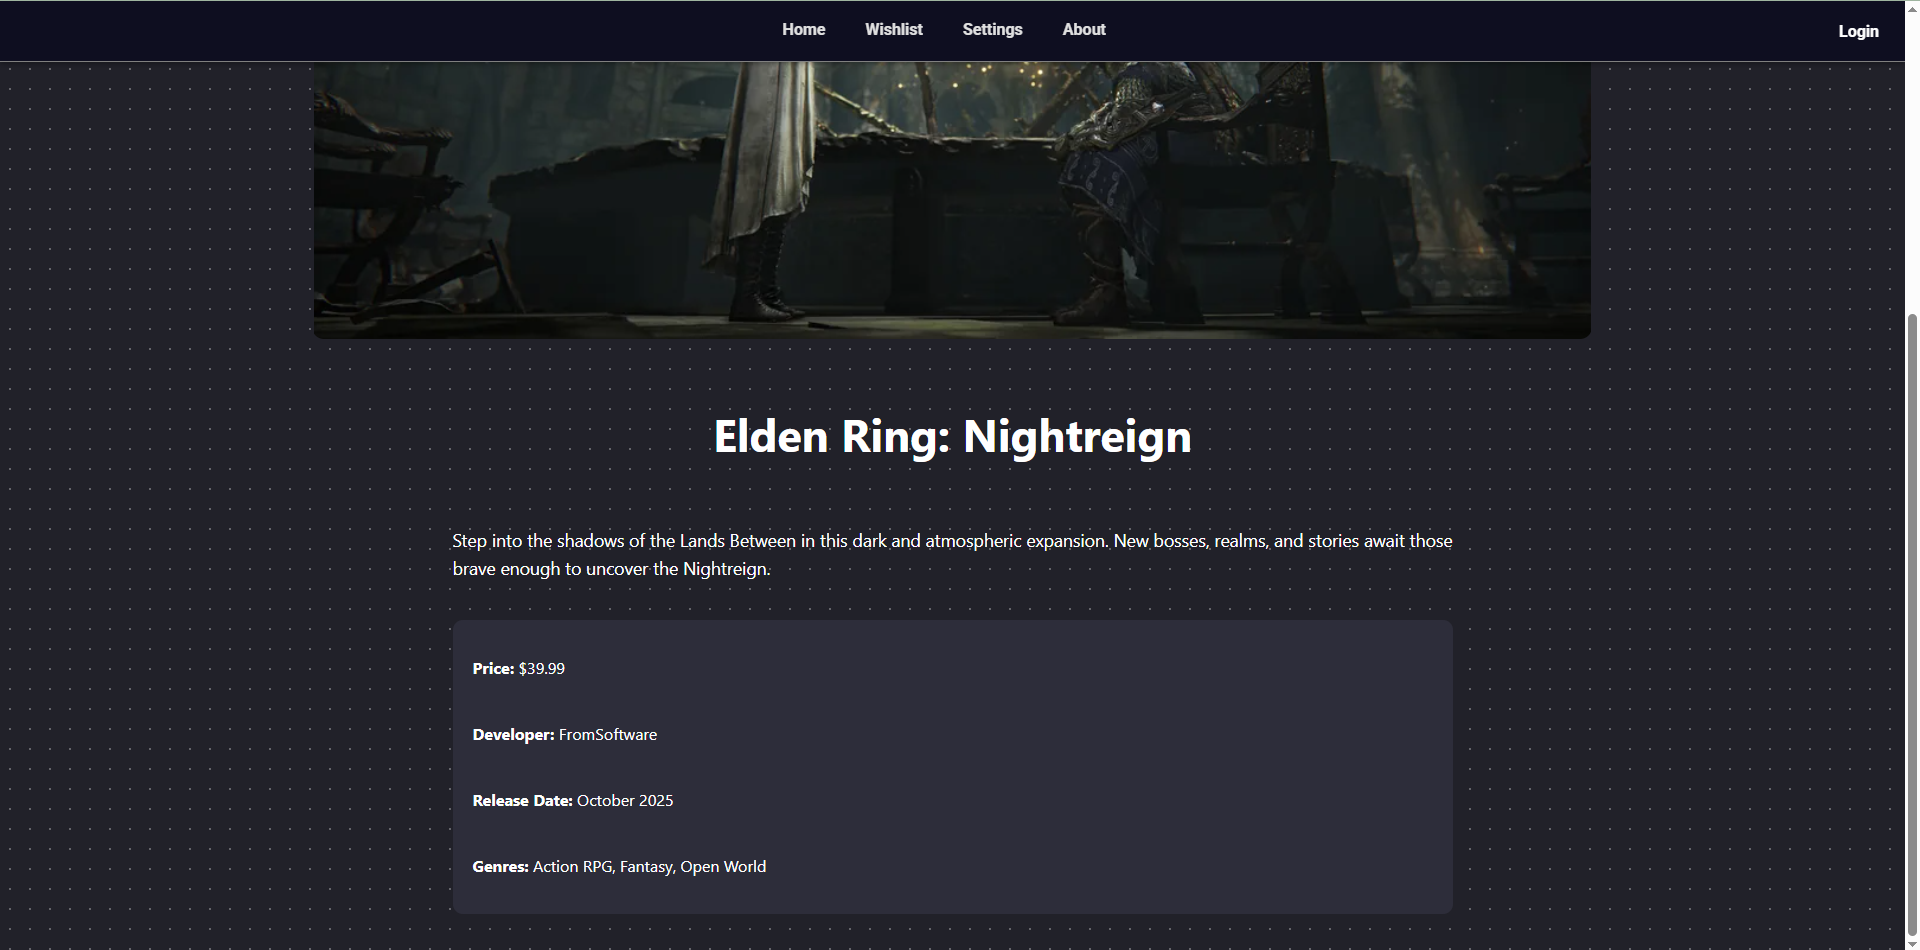 Home Wishlist Settings About Login
Elden Ring: Nightreign
Step into the shadows of the Lands Between in this dark and atmospheric expansion. New bosses, realms, and stories await those
brave enough to uncover the Nightreign.
Price: $39.99
Developer: FromSoftware
Release Date: October 2025
Genres: Action RPG, Fantasy, Open World